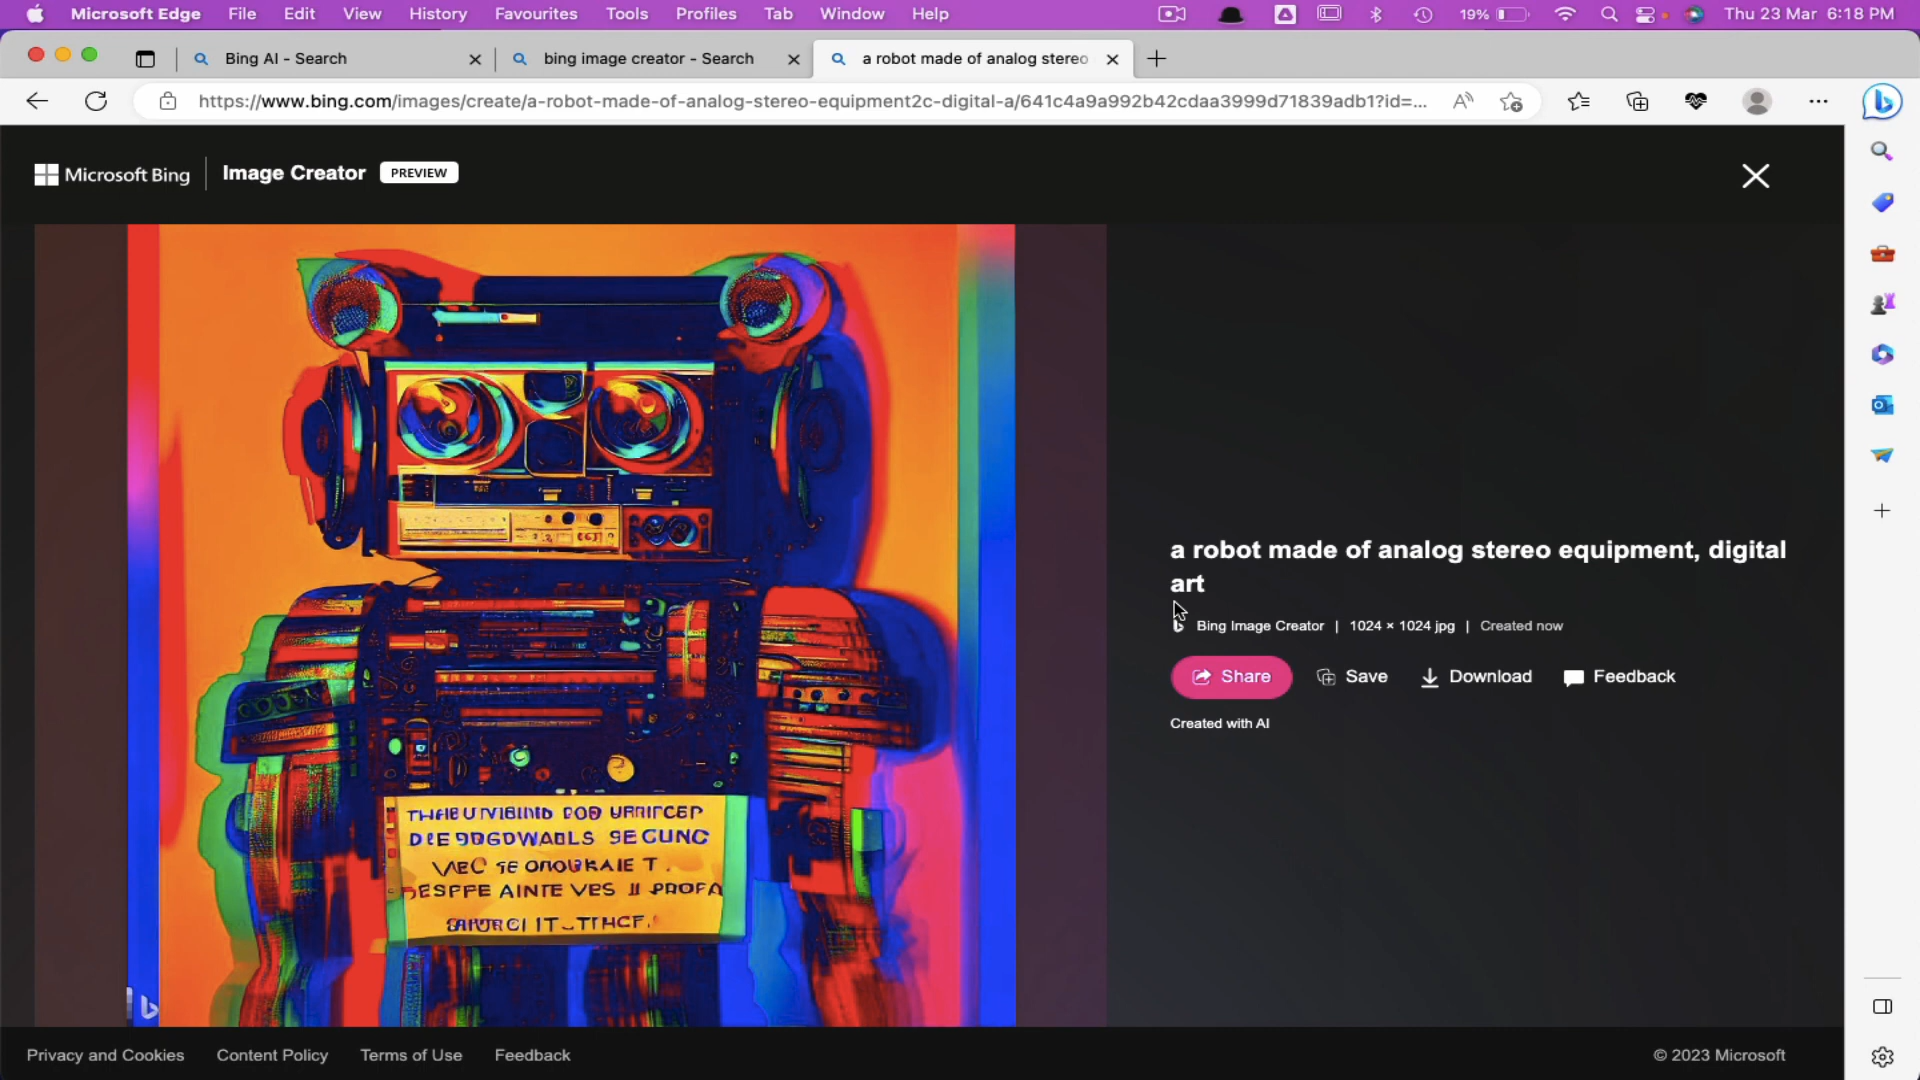 Microsoft Edge File Edit View History Favourites Tools Profiles Tab Window Help 19% Thu 23 Mar 6:18 PM
Bing AI - Search bing image creator - Search a robot made of analog stereo
https://www.bing.com/images/create/a-robot-made-of-analog-stereo-equipment2c-digital-a/641c4a9a992b42cdaa3999d71839adb1?id=...
Microsoft Bing Image Creator PREVIEW
a robot made of analog stereo equipment, digital
art
Bing Image Creator | 1024 × 1024 jpg | Created now
Share Save Download Feedback
Created with AI
Privacy and Cookies Content Policy Terms of Use Feedback © 2023 Microsoft